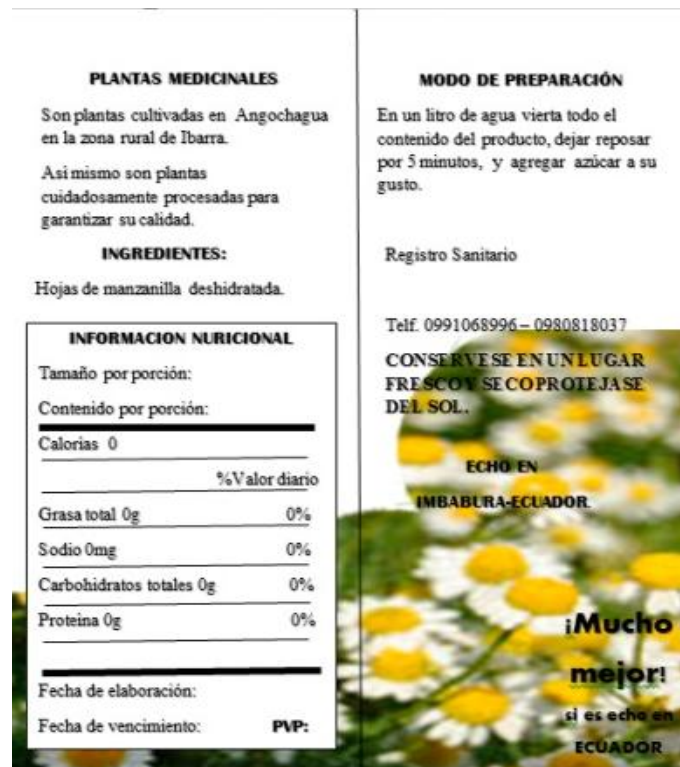 PLANTAS MEDICINALES
Son plantas cultivadas en Angochagua
en la zona rural de Ibarra.
Así mismo son plantas
cuidadosamente procesadas para
garantizar su calidad.
INGREDIENTES:
Hojas de manzanilla deshidratada.
INFORMACION NURICIONAL
Tamaño por porción:
Contenido por porción:
Calorias 0
%Valor diario
Grasa total 0g 0%
Sodio 0mg 0%
Carbohidratos totales 0g 0%
Proteina 0g 0%
Fecha de elaboración:
Fecha de vencimiento: PVP:
MODO DE PREPARACIÓN
En un litro de agua vierta todo el
contenido del producto, dejar reposar
por 5 minutos, y agregar azúcar a su
gusto.
Registro Sanitario
Telf. 0991068996 – 0980818037
CONSERVESE EN UN LUGAR
FRESCO Y SECO PROTEJASE
DEL SOL.
ECHO EN
IMBABURA-ECUADOR.
¡Mucho
mejor!
si es echo en
ECUADOR